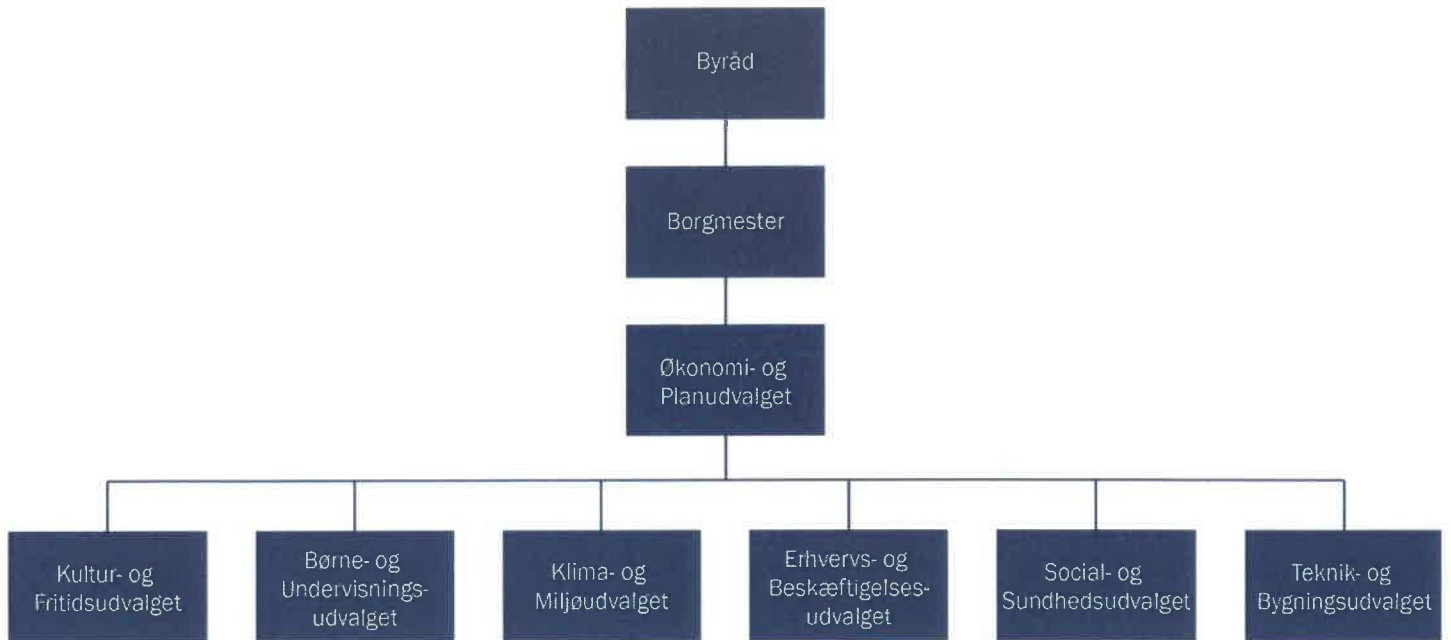 Byråd
Borgmester
Økonomi- og
Planudvalget
Kultur- og
Fritidsudvalget
Børne- og
Undervisnings-
udvalget
Klima- og
Miljøudvalget
Erhvervs- og
Beskæftigelses-
udvalget
Social- og
Sundhedsudvalget
Teknik- og
Bygningsudvalget